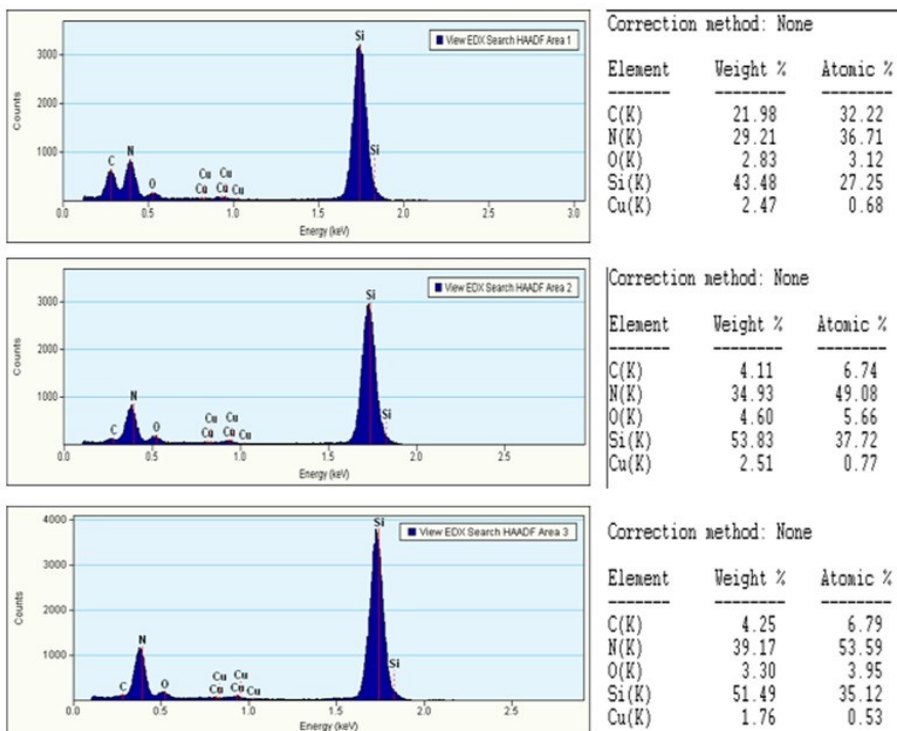 View EDX Search HAADF Area 1
Counts
3000
2000
1000
C
N
O
Cu Cu
Cu Cu Cu
Si
Si
0.0 0.5 1.0 1.5 2.0 2.5 3.0
Energy (keV)
Correction method: None
Element Weight % Atomic %
------- -------- --------
C(K) 21.98 32.22
N(K) 29.21 36.71
O(K) 2.83 3.12
Si(K) 43.48 27.25
Cu(K) 2.47 0.68
View EDX Search HAADF Area 2
Counts
3000
2000
1000
C
N
O
Cu Cu
Cu Cu Cu
Si
Si
0.0 0.5 1.0 1.5 2.0 2.5
Energy (keV)
Correction method: None
Element Weight % Atomic %
------- -------- --------
C(K) 4.11 6.74
N(K) 34.93 49.08
O(K) 4.60 5.66
Si(K) 53.83 37.72
Cu(K) 2.51 0.77
View EDX Search HAADF Area 3
Counts
4000
3000
2000
1000
0
C
N
O
Cu Cu
Cu Cu Cu
Si
Si
0.0 0.5 1.0 1.5 2.0 2.5
Energy (keV)
Correction method: None
Element Weight % Atomic %
------- -------- --------
C(K) 4.25 6.79
N(K) 39.17 53.59
O(K) 3.30 3.95
Si(K) 51.49 35.12
Cu(K) 1.76 0.53